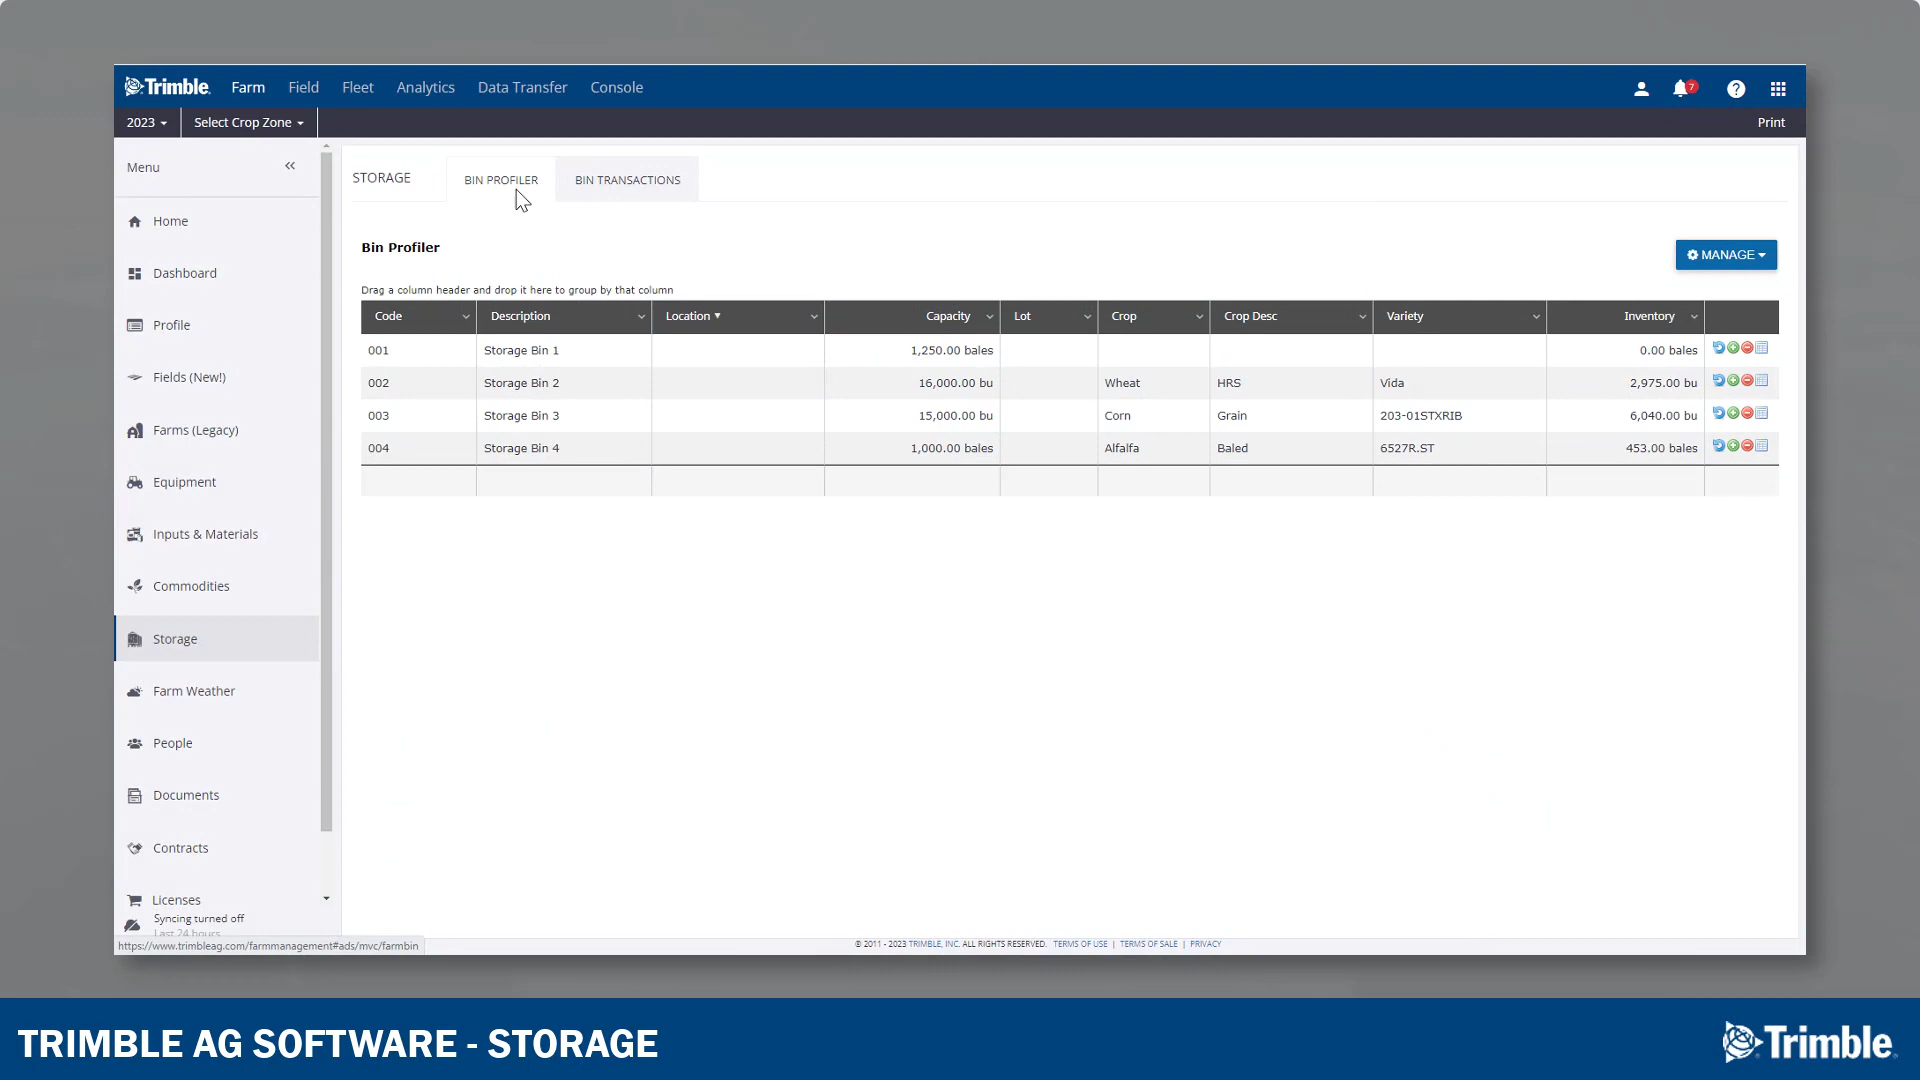 Trimble Farm Field Fleet Analytics Data Transfer Console 7 ?
2023 Select Crop Zone Print
Menu
Home
Dashboard
Profile
Fields (New!)
Farms (Legacy)
Equipment
Inputs & Materials
Commodities
Storage
Farm Weather
People
Documents
Contracts
Licenses
Syncing turned off
Last 24 hours
https://www.trimbleag.com/farmmanagement#ads/mvc/farmbin
STORAGE BIN PROFILER BIN TRANSACTIONS
Bin Profiler
MANAGE
Drag a column header and drop it here to group by that column
Code Description Location Capacity Lot Crop Crop Desc Variety Inventory
001 Storage Bin 1 1,250.00 bales 0.00 bales
002 Storage Bin 2 16,000.00 bu Wheat HRS Vida 2,975.00 bu
003 Storage Bin 3 15,000.00 bu Corn Grain 203-01STXRIB 6,040.00 bu
004 Storage Bin 4 1,000.00 bales Alfalfa Baled 6527R.ST 453.00 bales
© 2011 - 2023 TRIMBLE, INC. ALL RIGHTS RESERVED. TERMS OF USE | TERMS OF SALE | PRIVACY
TRIMBLE AG SOFTWARE - STORAGE
Trimble